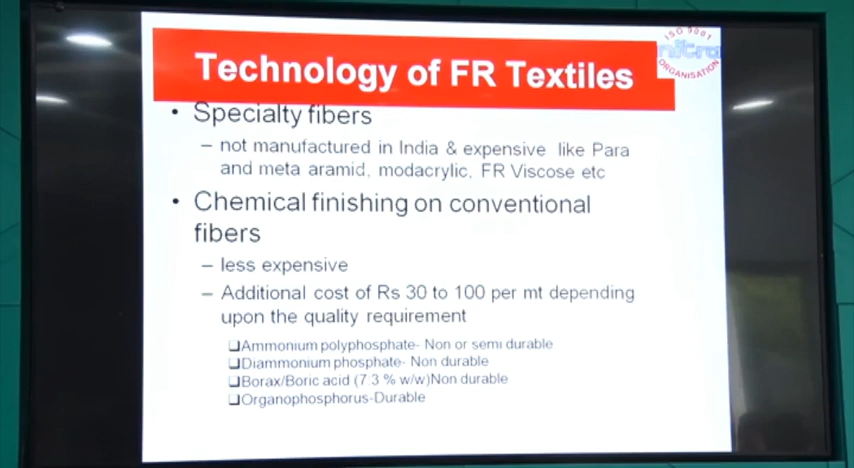 ISO 9001
nitra
ORGANISATION
Technology of FR Textiles
• Specialty fibers
– not manufactured in India & expensive like Para
and meta aramid, modacrylic, FR Viscose etc
• Chemical finishing on conventional
fibers
– less expensive
– Additional cost of Rs 30 to 100 per mt depending
upon the quality requirement
❑Ammonium polyphosphate- Non or semi durable
❑Diammonium phosphate- Non durable
❑Borax/Boric acid (7.3 % w/w)Non durable
❑Organophosphorus-Durable